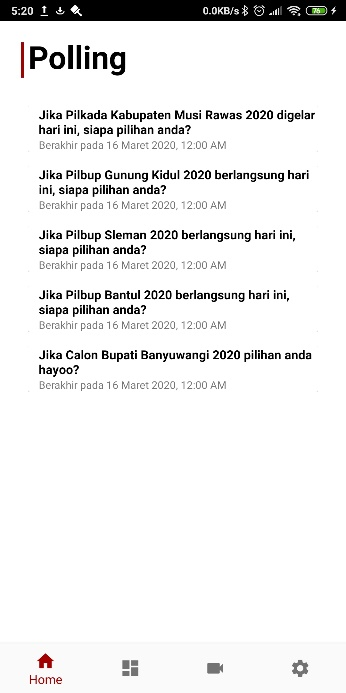 5:20
0.0KB/s
76
Polling
Jika Pilkada Kabupaten Musi Rawas 2020 digelar
hari ini, siapa pilihan anda?
Berakhir pada 16 Maret 2020, 12:00 AM
Jika Pilbup Gunung Kidul 2020 berlangsung hari
ini, siapa pilihan anda?
Berakhir pada 16 Maret 2020, 12:00 AM
Jika Pilbup Sleman 2020 berlangsung hari ini,
siapa pilihan anda?
Berakhir pada 16 Maret 2020, 12:00 AM
Jika Pilbup Bantul 2020 berlangsung hari ini,
siapa pilihan anda?
Berakhir pada 16 Maret 2020, 12:00 AM
Jika Calon Bupati Banyuwangi 2020 pilihan anda
hayoo?
Berakhir pada 16 Maret 2020, 12:00 AM
Home